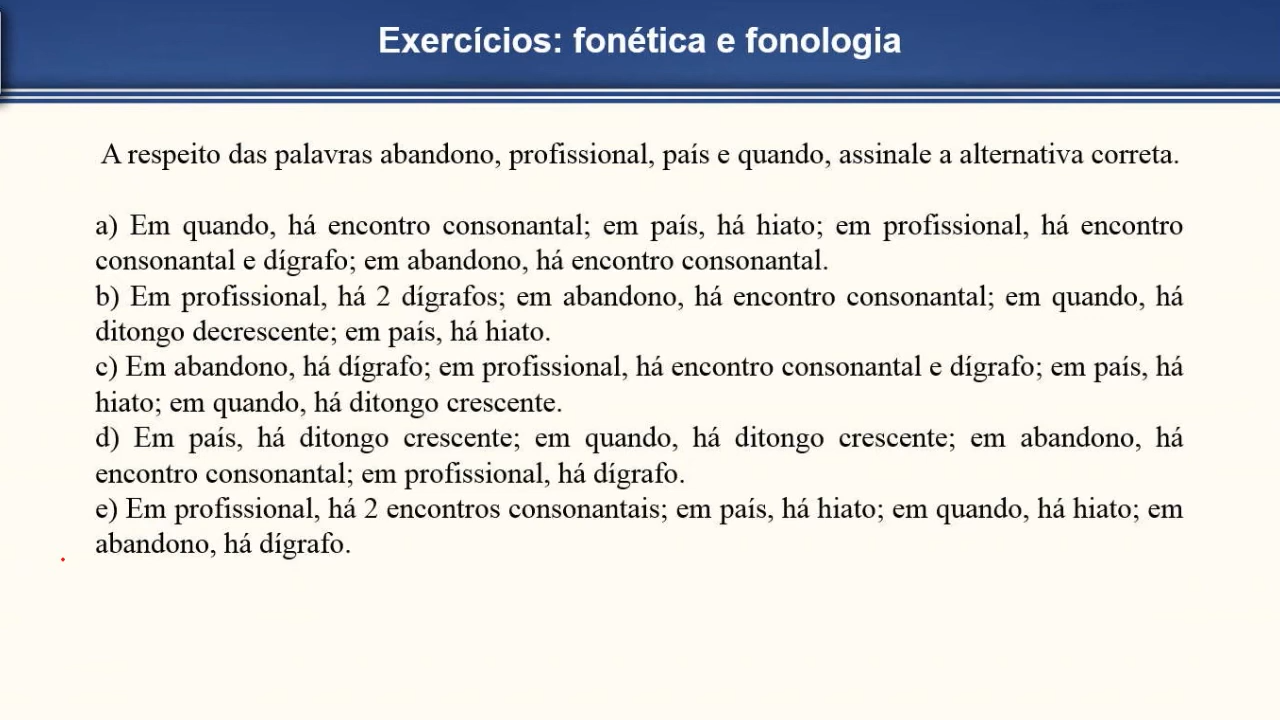 Exercícios: fonética e fonologia
A respeito das palavras abandono, profissional, país e quando, assinale a alternativa correta.
a) Em quando, há encontro consonantal; em país, há hiato; em profissional, há encontro
consonantal e dígrafo; em abandono, há encontro consonantal.
b) Em profissional, há 2 dígrafos; em abandono, há encontro consonantal; em quando, há
ditongo decrescente; em país, há hiato.
c) Em abandono, há dígrafo; em profissional, há encontro consonantal e dígrafo; em país, há
hiato; em quando, há ditongo crescente.
d) Em país, há ditongo crescente; em quando, há ditongo crescente; em abandono, há
encontro consonantal; em profissional, há dígrafo.
e) Em profissional, há 2 encontros consonantais; em país, há hiato; em quando, há hiato; em
abandono, há dígrafo.